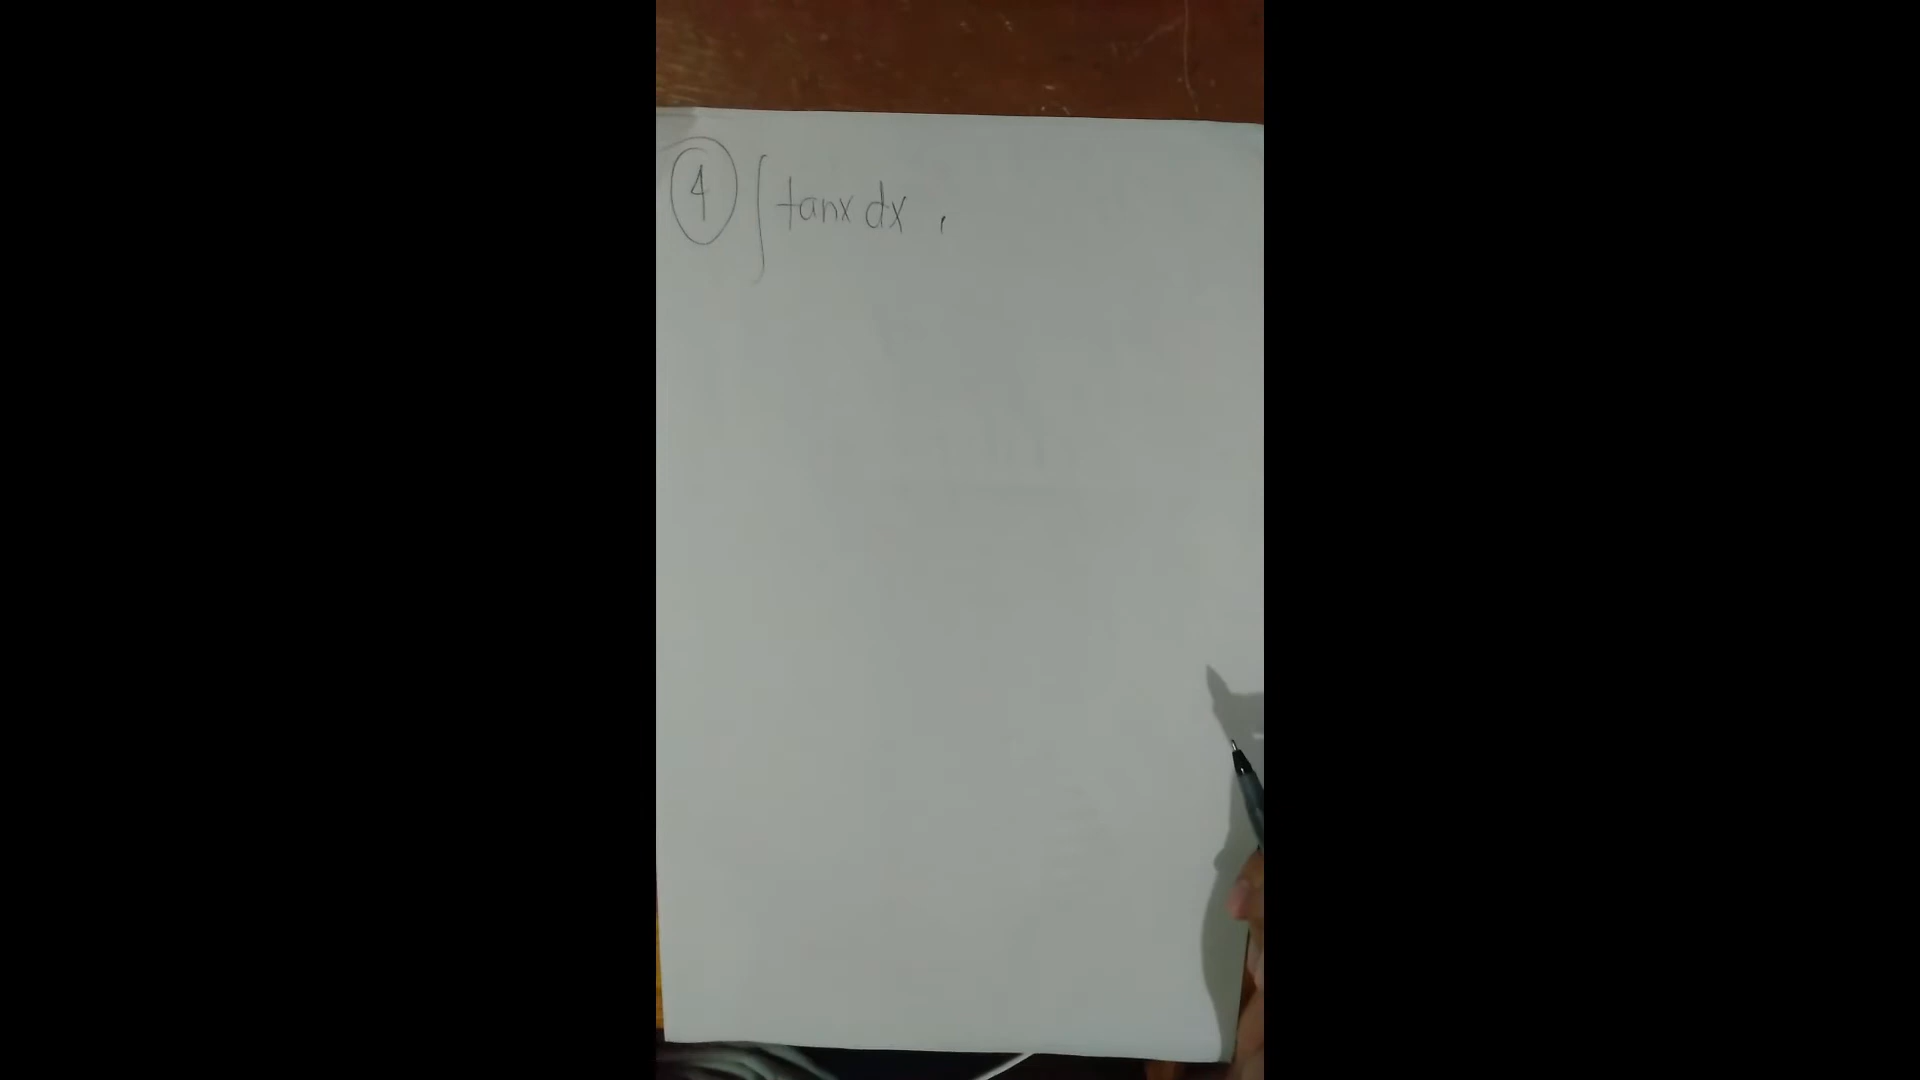 ④ ∫ tanx dx ,